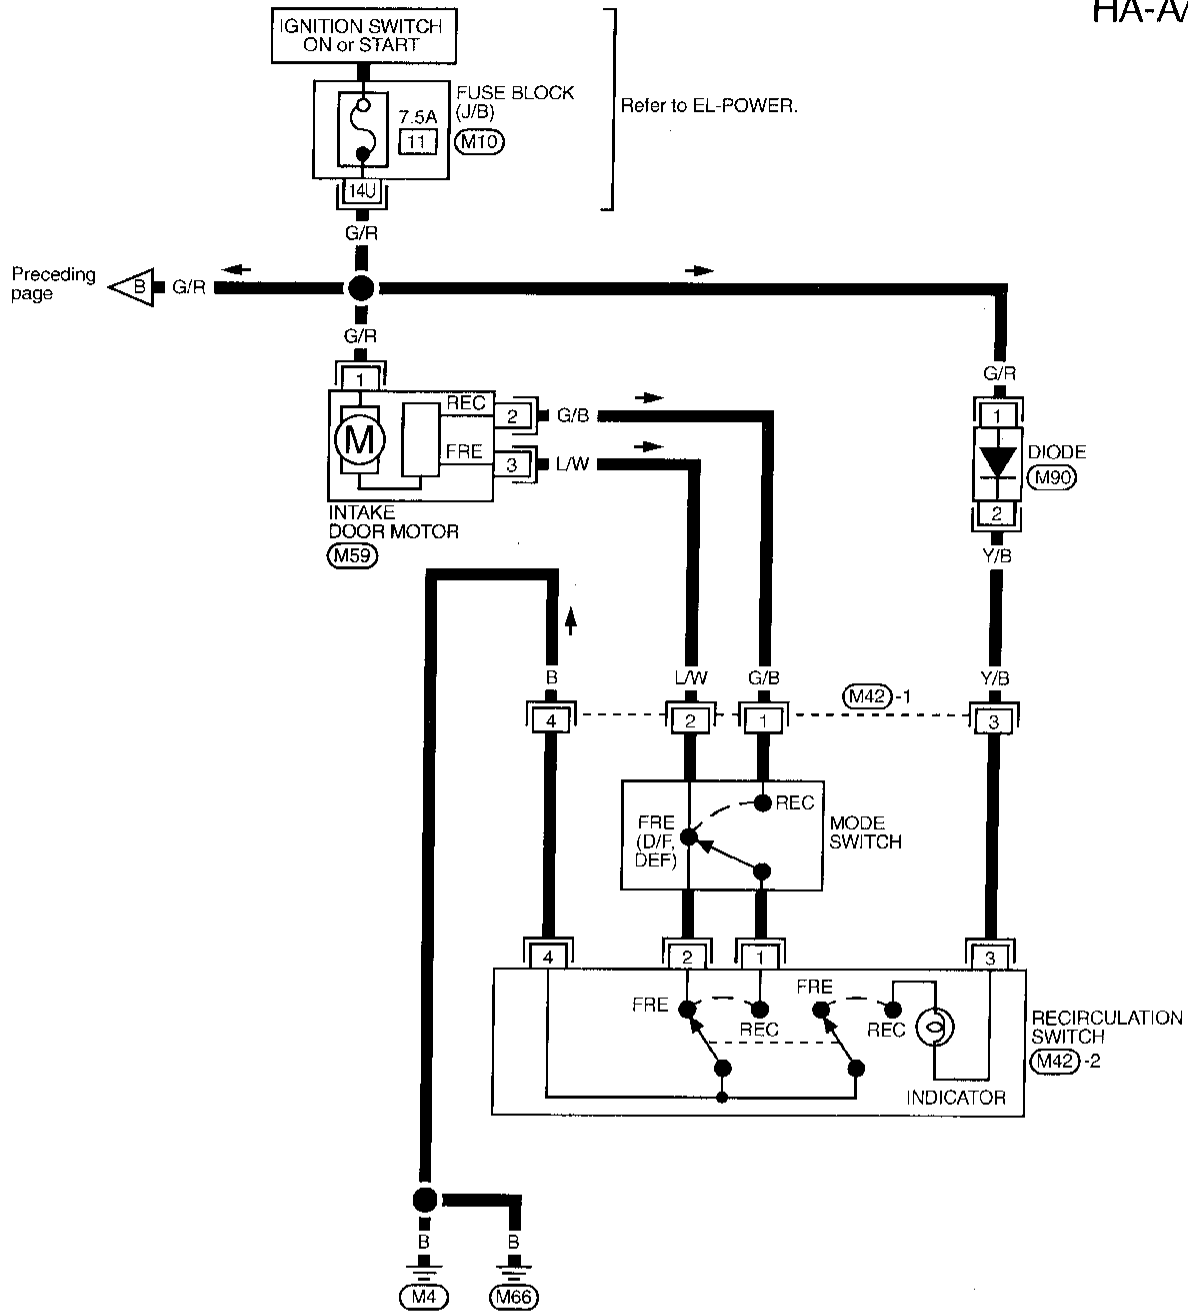 HA-A/
IGNITION SWITCH
ON or START
FUSE BLOCK
(J/B)
M10
7.5A
11
Refer to EL-POWER.
14U
G/R
Preceding
page
B
G/R
G/R
G/R
1
REC
2
G/B
M
FRE
3
L/W
INTAKE
DOOR MOTOR
M59
1
DIODE
M90
2
Y/B
B
L/W
G/B
Y/B
M42 -1
4
2
1
3
REC
FRE
(D/F,
DEF)
MODE
SWITCH
4
2
1
3
FRE
REC
FRE
REC
INDICATOR
RECIRCULATION
SWITCH
M42 -2
B
B
M4
M66